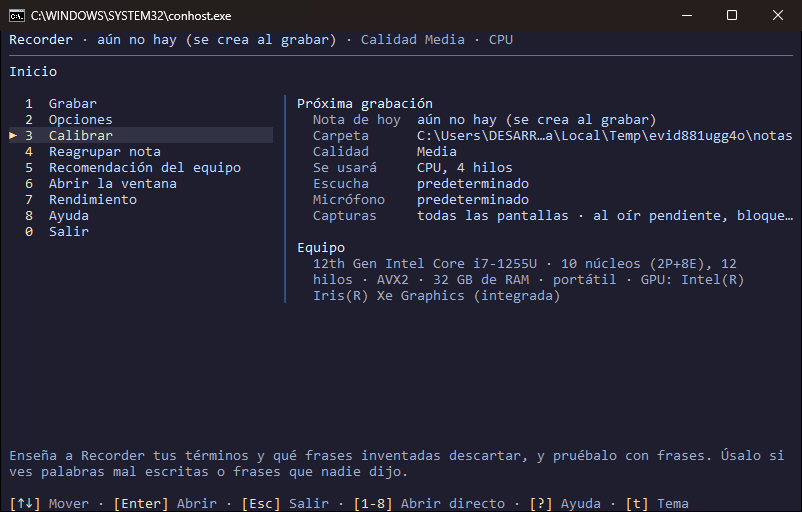 C:\WINDOWS\SYSTEM32\conhost.exe
Recorder · aún no hay (se crea al grabar) · Calidad Media · CPU
Inicio
1 Grabar
2 Opciones
► 3 Calibrar
4 Reagrupar nota
5 Recomendación del equipo
6 Abrir la ventana
7 Rendimiento
8 Ayuda
0 Salir
Próxima grabación
Nota de hoy aún no hay (se crea al grabar)
Carpeta C:\Users\DESARR…a\Local\Temp\evid881ugg4o\notas
Calidad Media
Se usará CPU, 4 hilos
Escucha predeterminado
Micrófono predeterminado
Capturas todas las pantallas · al oír pendiente, bloque…
Equipo
12th Gen Intel Core i7-1255U · 10 núcleos (2P+8E), 12
hilos · AVX2 · 32 GB de RAM · portátil · GPU: Intel(R)
Iris(R) Xe Graphics (integrada)
Enseña a Recorder tus términos y qué frases inventadas descartar, y pruébalo con frases. Úsalo si
ves palabras mal escritas o frases que nadie dijo.
[↑↓] Mover · [Enter] Abrir · [Esc] Salir · [1-8] Abrir directo · [?] Ayuda · [t] Tema